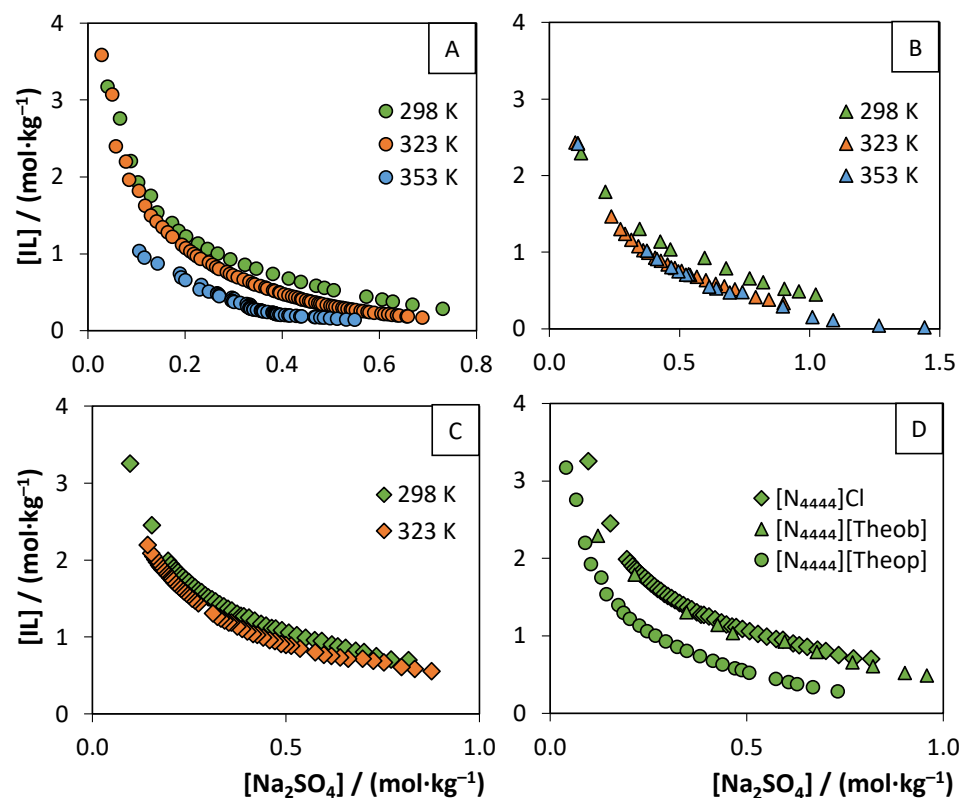 A
298 K
323 K
353 K
[IL] / (mol·kg⁻¹)
4
3
2
1
0
0.0 0.2 0.4 0.6 0.8
B
298 K
323 K
353 K
4
3
2
1
0
0.0 0.5 1.0 1.5
C
298 K
323 K
[IL] / (mol·kg⁻¹)
4
3
2
1
0
0.0 0.5 1.0
[Na₂SO₄] / (mol·kg⁻¹)
D
[N₄₄₄₄]Cl
[N₄₄₄₄][Theob]
[N₄₄₄₄][Theop]
4
3
2
1
0
0.0 0.5 1.0
[Na₂SO₄] / (mol·kg⁻¹)